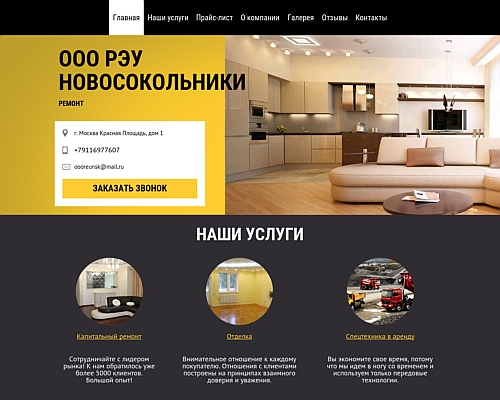 Главная Наши услуги Прайс-лист О компании Галерея Отзывы Контакты
ООО РЭУ
НОВОСОКОЛЬНИКИ
РЕМОНТ
г. Москва Красная Площадь, дом 1
+79116977607
oooreunsk@mail.ru
ЗАКАЗАТЬ ЗВОНОК
НАШИ УСЛУГИ
Капитальный ремонт
Отделка
Спецтехника в аренду
Сотрудничайте с лидером
рынка! К нам обратилось уже
более 5000 клиентов.
Большой опыт!
Внимательное отношение к каждому
покупателю. Отношения с клиентами
построены на принципах взаимного
доверия и уважения.
Вы экономите свое время, потому
что мы идем в ногу со временем и
используем только передовые
технологии.